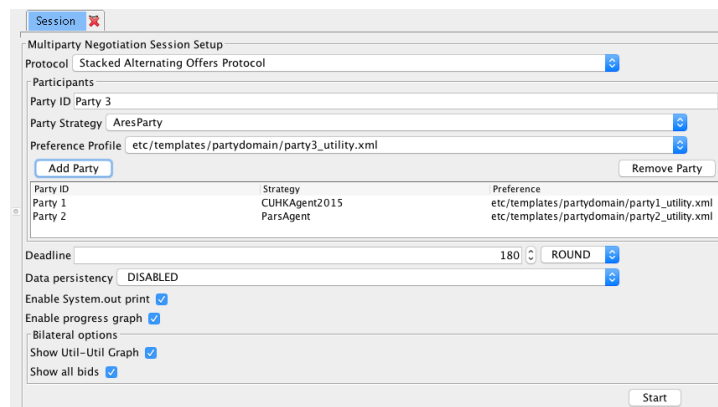 Session
Multiparty Negotiation Session Setup
Protocol Stacked Alternating Offers Protocol
Participants
Party ID Party 3
Party Strategy AresParty
Preference Profile etc/templates/partydomain/party3_utility.xml
Add Party Remove Party
Party ID Strategy Preference
Party 1 CUHKAgent2015 etc/templates/partydomain/party1_utility.xml
Party 2 ParsAgent etc/templates/partydomain/party2_utility.xml
Deadline 180 ROUND
Data persistency DISABLED
Enable System.out print
Enable progress graph
Bilateral options
Show Util-Util Graph
Show all bids
Start